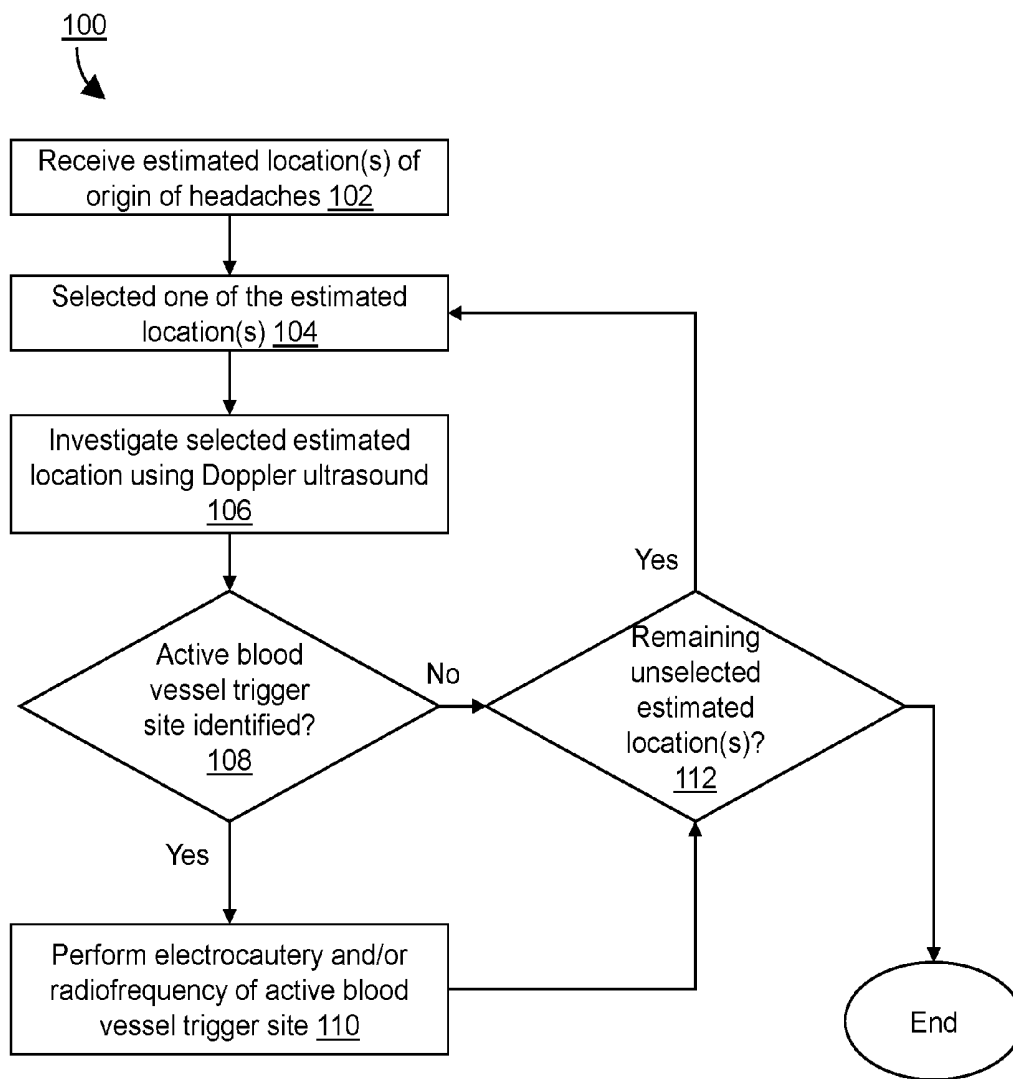 100
Receive estimated location(s) of
origin of headaches 102
Selected one of the estimated
location(s) 104
Investigate selected estimated
location using Doppler ultrasound
106
Active blood
vessel trigger
site identified?
108
No
Yes
Remaining
unselected
estimated
location(s)?
112
Yes
Perform electrocautery and/or
radiofrequency of active blood
vessel trigger site 110
End